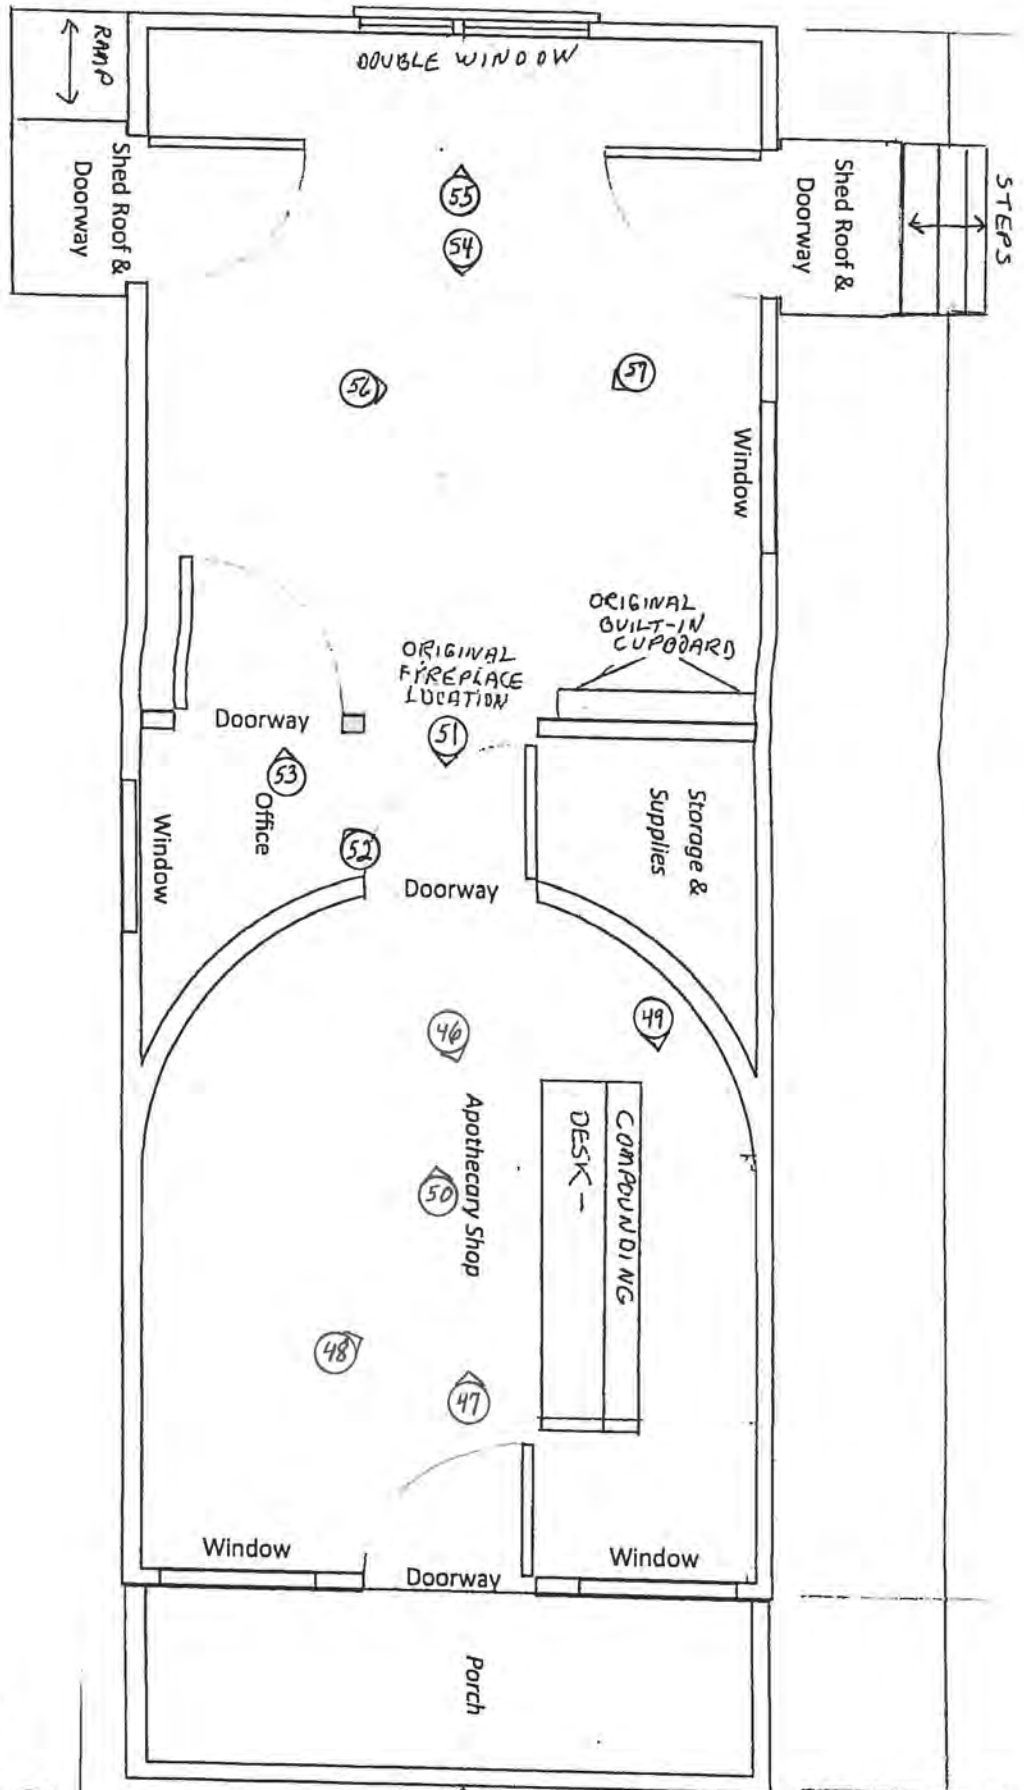 RAMP
DOUBLE WINDOW
Shed Roof &
Doorway
Shed Roof &
Doorway
STEPS
55
54
56
57
Window
ORIGINAL
BUILT-IN
CUPBOARD
ORIGINAL
FIREPLACE
LOCATION
Doorway
51
53
Office
52
Window
Storage &
Supplies
Doorway
46
49
Apothecary Shop
COMPOUNDING
DESK-
50
48
47
Window
Doorway
Window
Porch